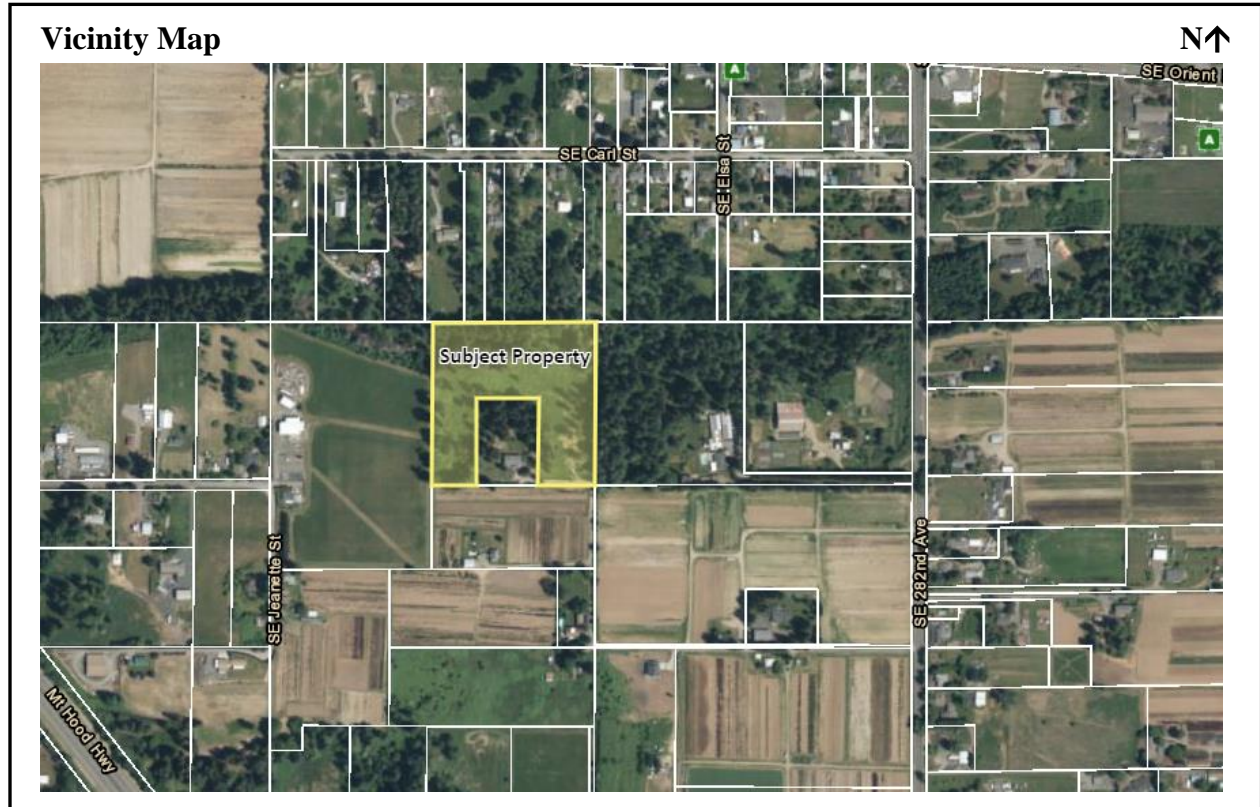 Vicinity Map
N↑
SE Orient
SE Carl St
SE Elsa St
Subject Property
SE 282nd Ave
SE Jeanette St
Mt Hood Hwy
A
A